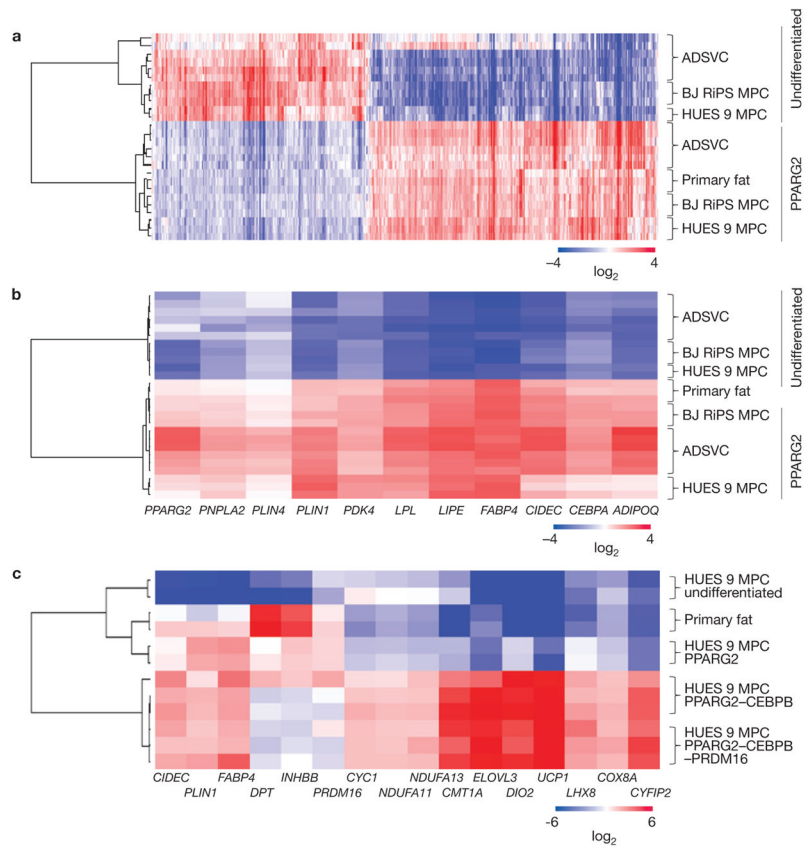 a
ADSVC
BJ RiPS MPC
HUES 9 MPC
Undifferentiated
ADSVC
Primary fat
BJ RiPS MPC
HUES 9 MPC
PPARG2
–4 4
log2
b
ADSVC
BJ RiPS MPC
HUES 9 MPC
Undifferentiated
Primary fat
BJ RiPS MPC
ADSVC
HUES 9 MPC
PPARG2
PPARG2 PNPLA2 PLIN4 PLIN1 PDK4 LPL LIPE FABP4 CIDEC CEBPA ADIPOQ
–4 4
log2
c
HUES 9 MPC
undifferentiated
Primary fat
HUES 9 MPC
PPARG2
HUES 9 MPC
PPARG2–CEBPB
HUES 9 MPC
PPARG2–CEBPB
–PRDM16
CIDEC FABP4 INHBB CYC1 NDUFA13 ELOVL3 UCP1 COX8A
PLIN1 DPT PRDM16 NDUFA11 CMT1A DIO2 LHX8 CYFIP2
-6 6
log2